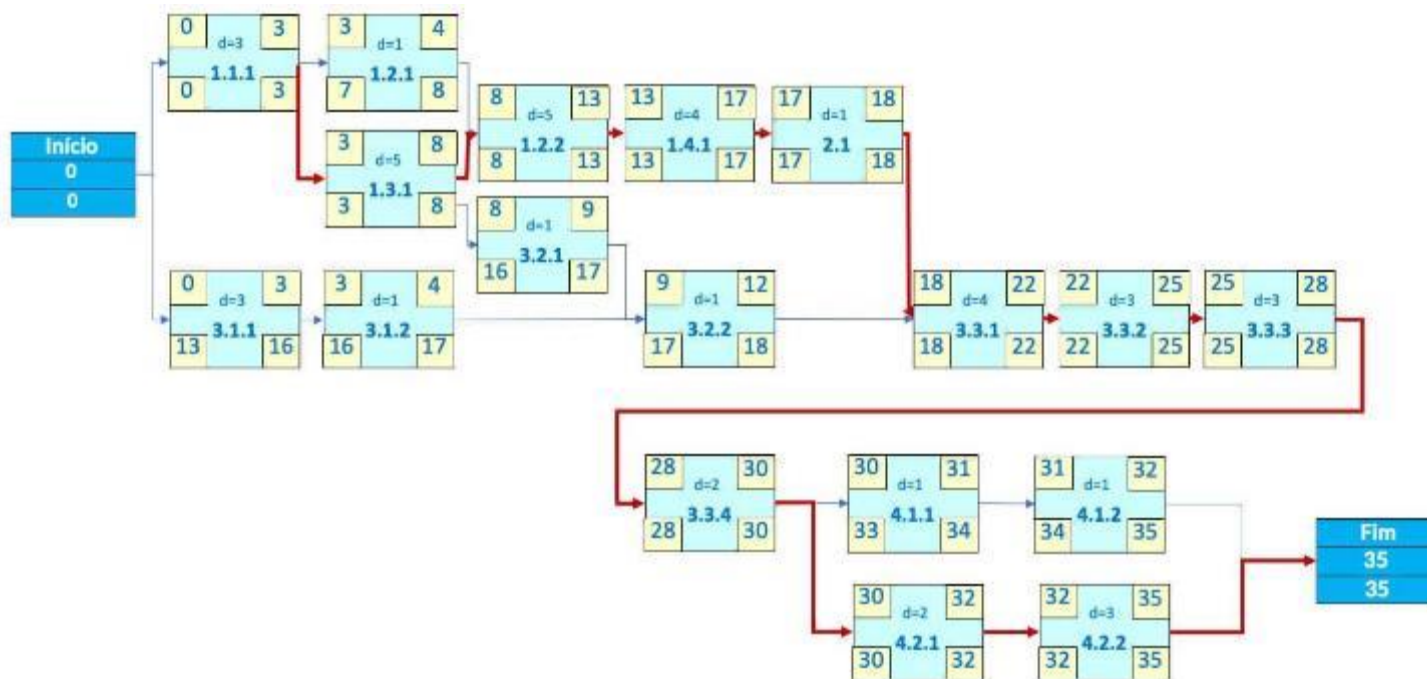 Início
0
0
0 3
d=3
1.1.1
0 3
3 4
d=1
1.2.1
7 8
3 8
d=5
1.3.1
3 8
8 13
d=5
1.2.2
8 13
13 17
d=4
1.4.1
13 17
17 18
d=1
2.1
17 18
8 9
d=1
3.2.1
16 17
0 3
d=3
3.1.1
13 16
3 4
d=1
3.1.2
16 17
9 12
d=1
3.2.2
17 18
18 22
d=4
3.3.1
18 22
22 25
d=3
3.3.2
22 25
25 28
d=3
3.3.3
25 28
28 30
d=2
3.3.4
28 30
30 31
d=1
4.1.1
33 34
31 32
d=1
4.1.2
34 35
30 32
d=2
4.2.1
30 32
32 35
d=3
4.2.2
32 35
Fim
35
35